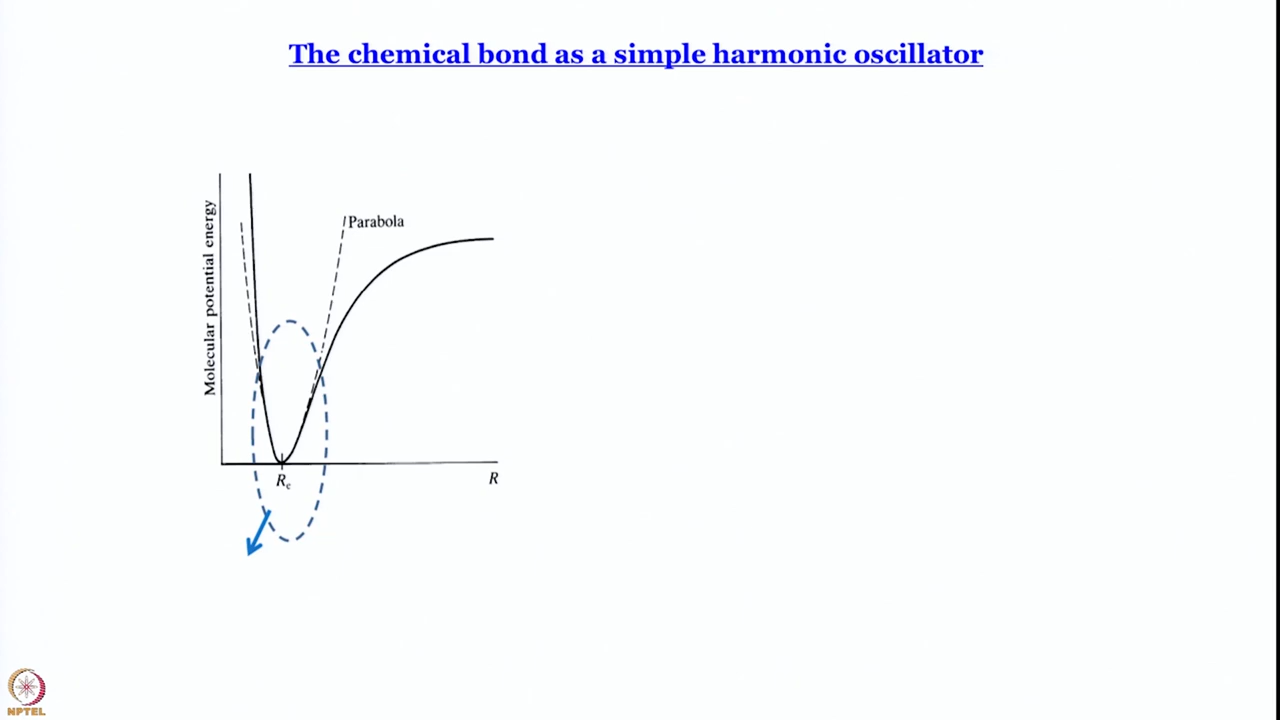 The chemical bond as a simple harmonic oscillator
Parabola
Molecular potential energy
Re
R
NPTEL